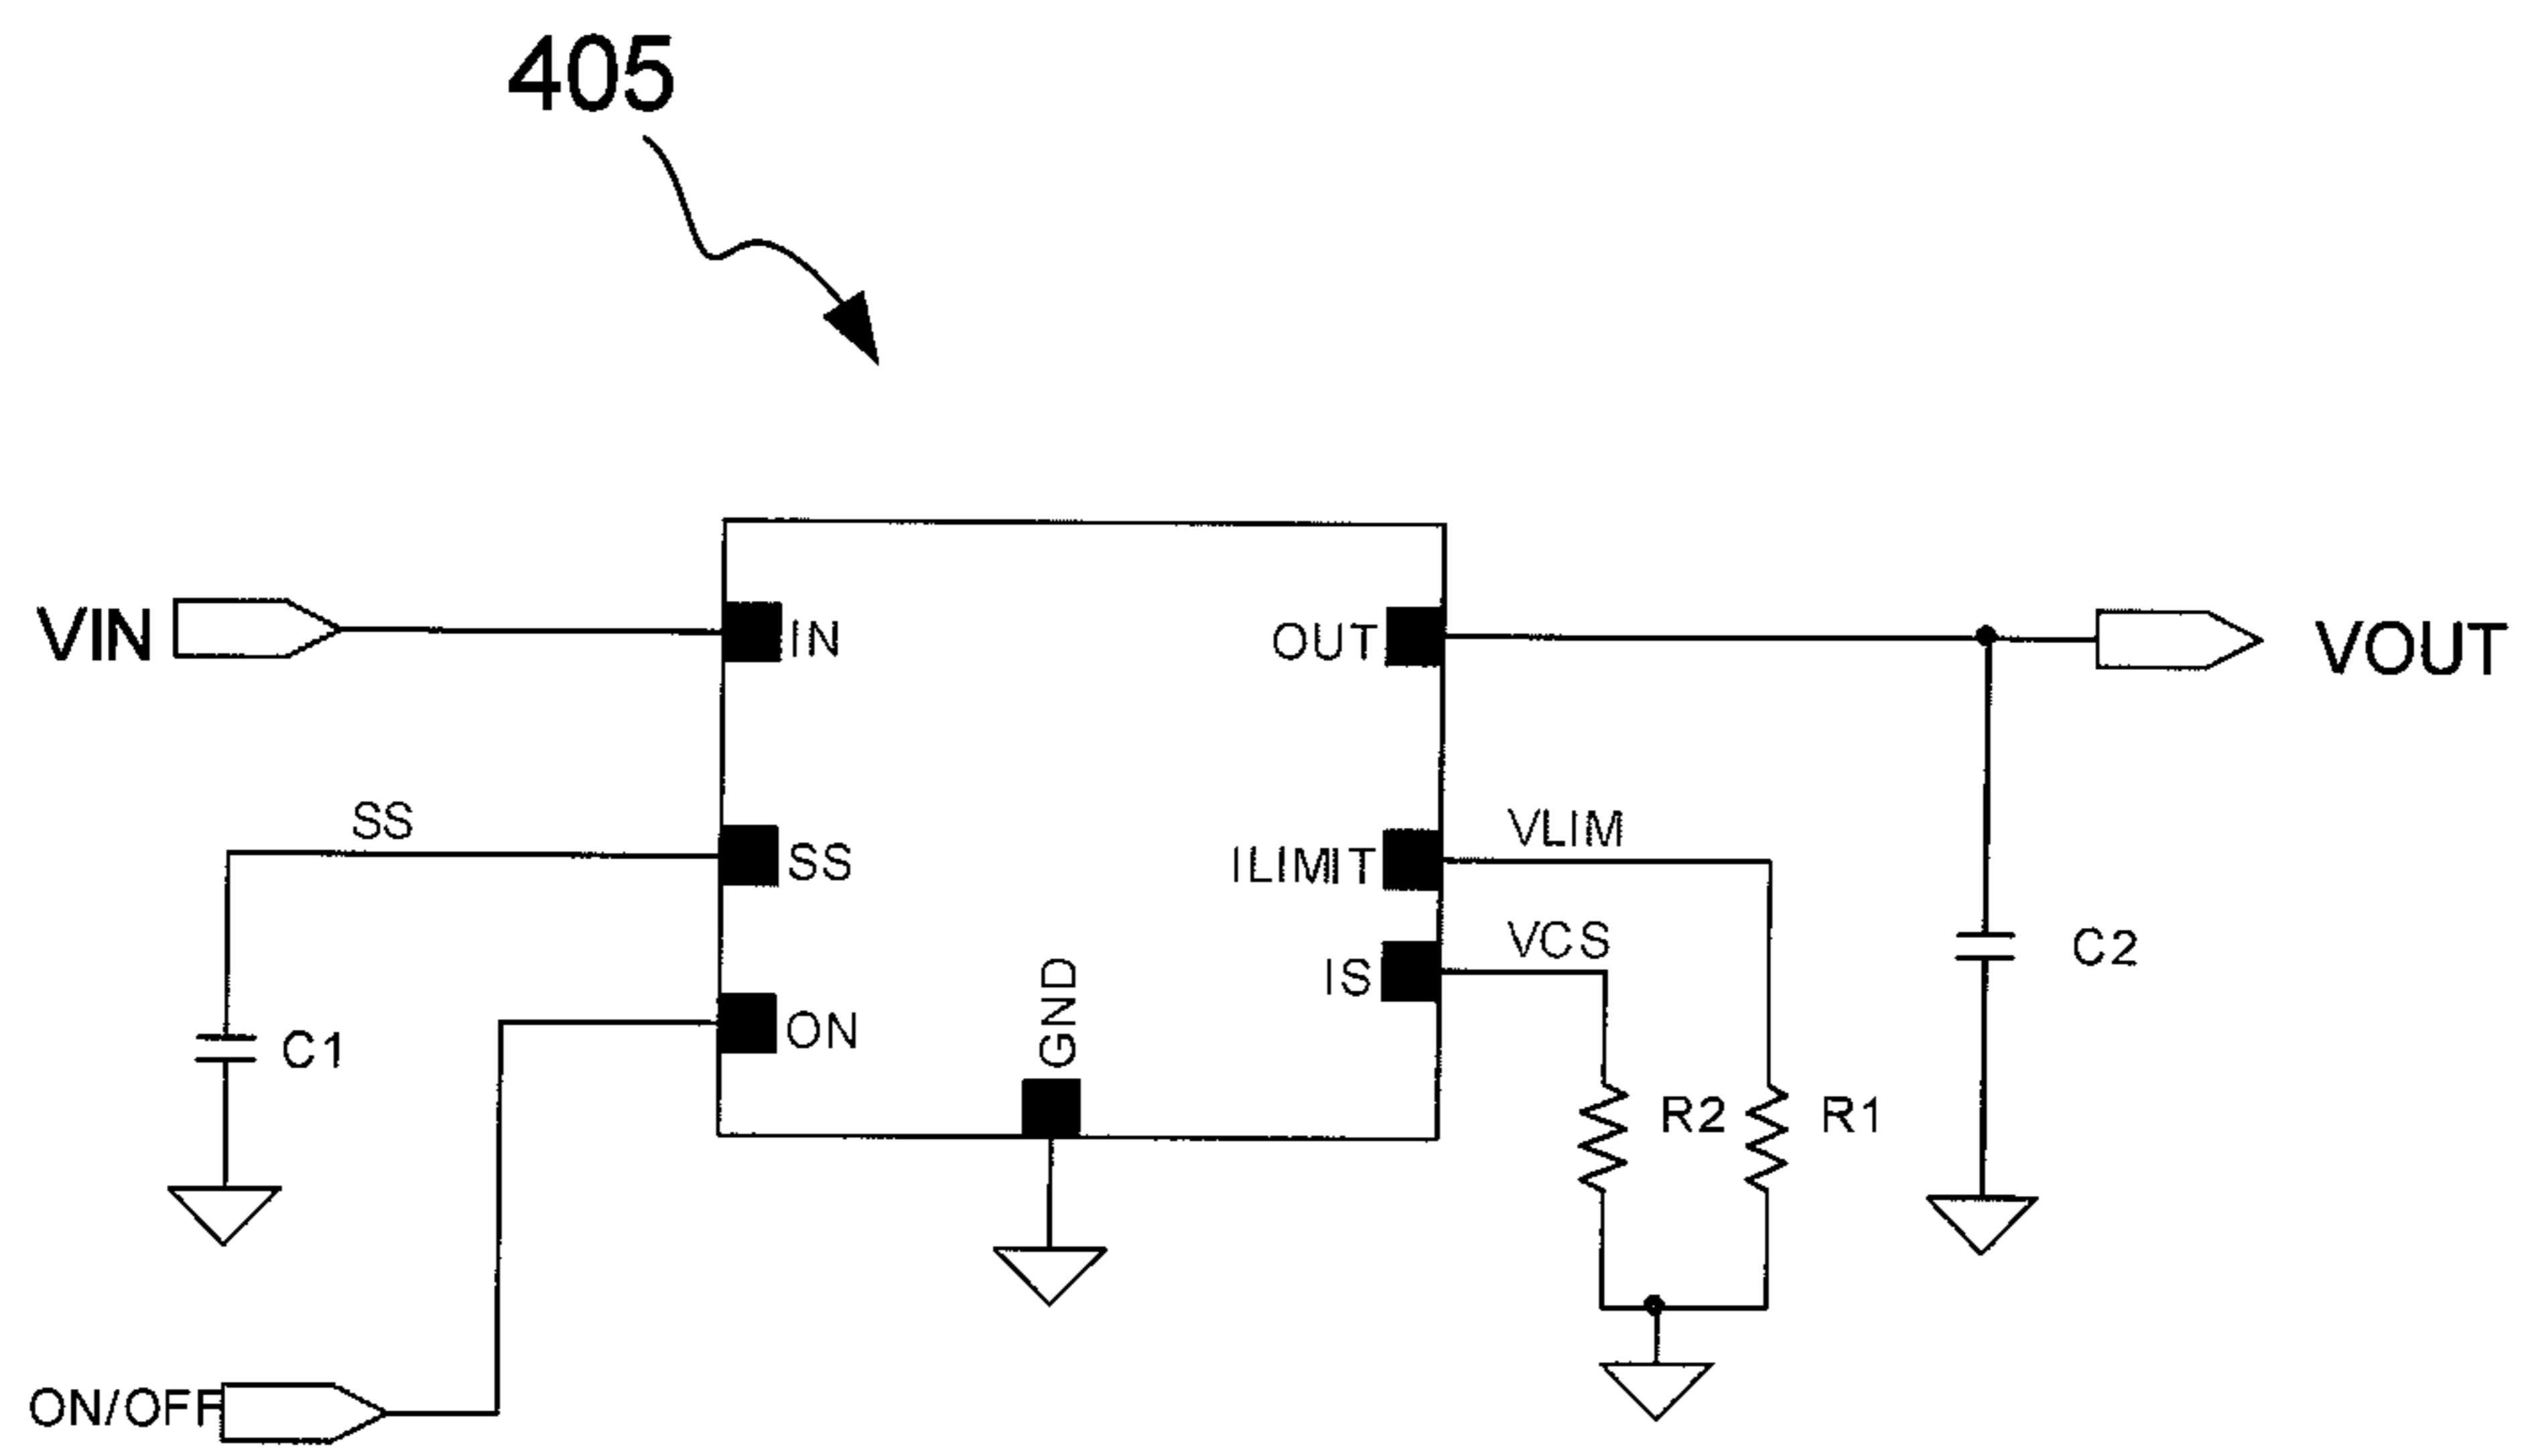 405
VIN
IN
OUT
VOUT
SS
SS
VLIM
ILIMIT
VCS
IS
C2
ON
GND
C1
R2
R1
ON/OFF